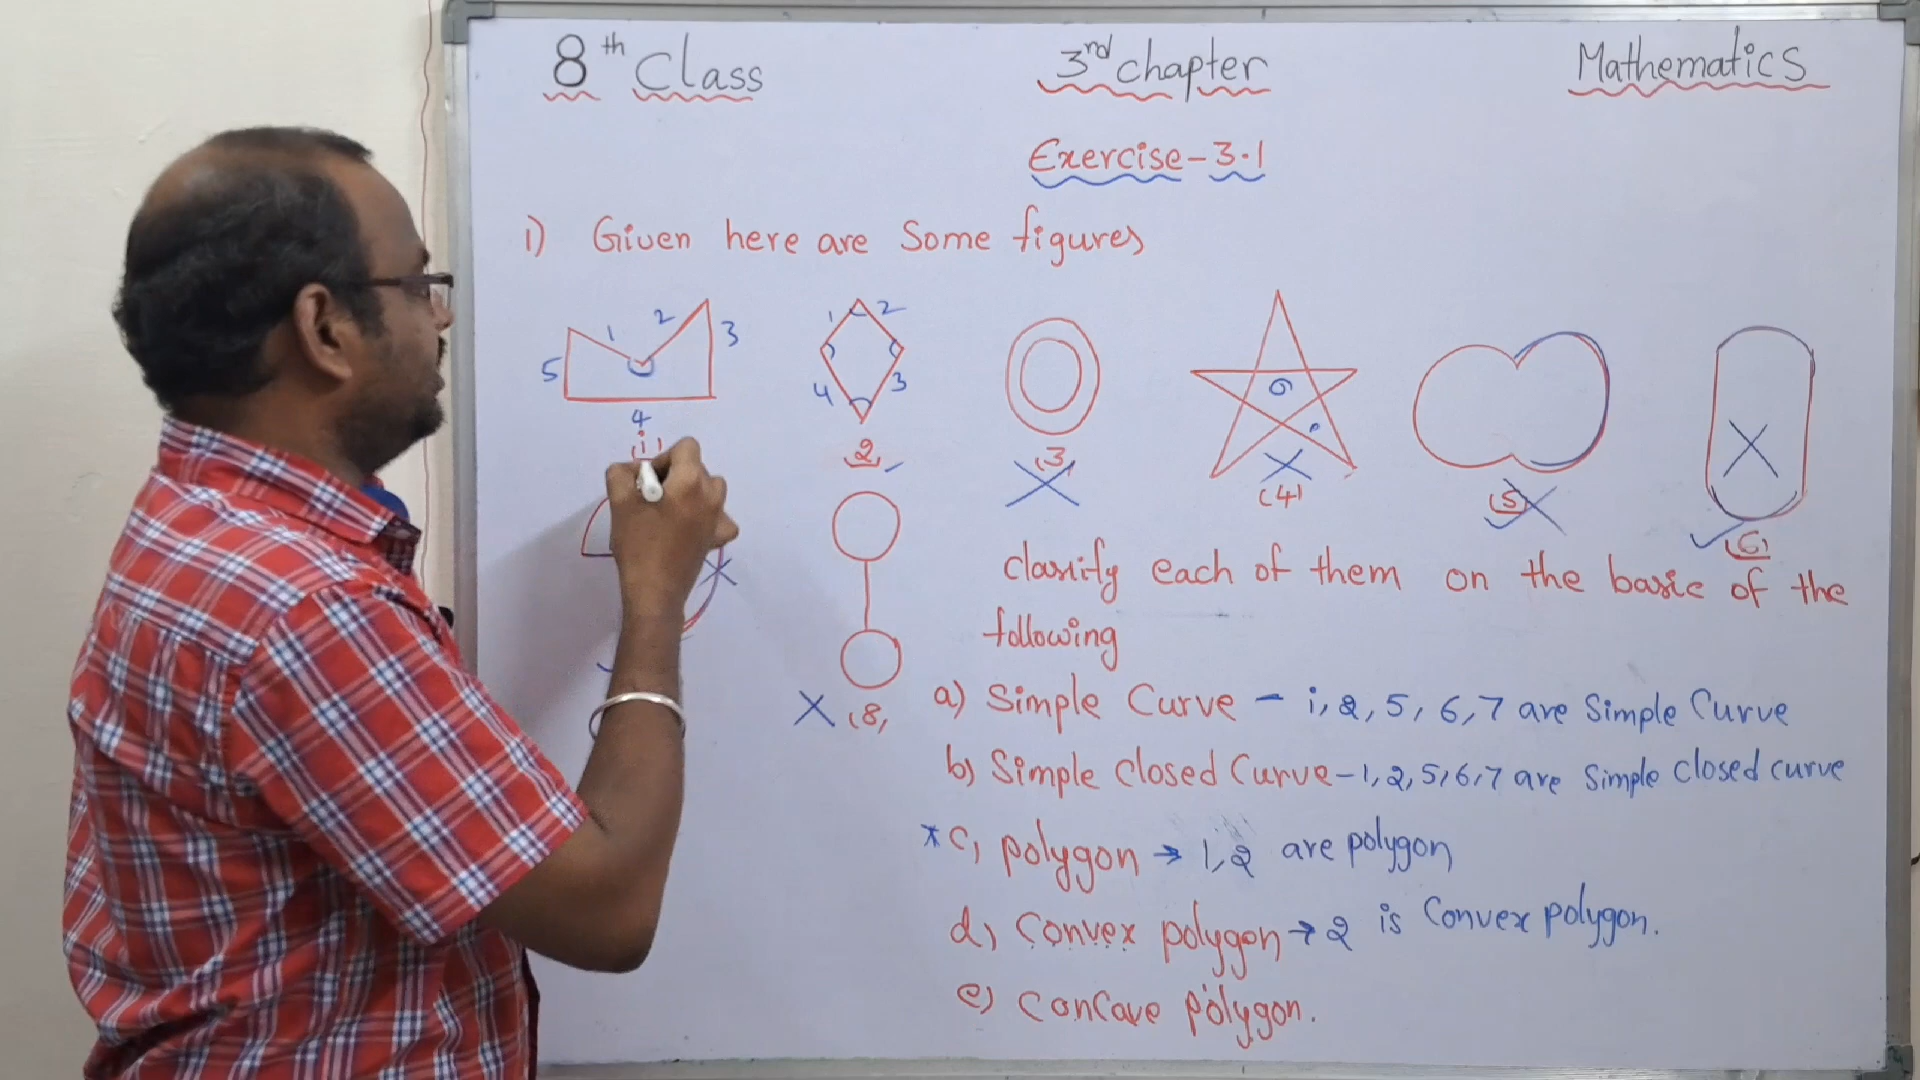 8th Class 3rd chapter Mathematics
Exercise-3.1
1) Given here are Some figures
1 2 3 4 5
1 2 3 4
(i) (2) (3) (4) (5) (6)
(8)
classify each of them on the basic of the
following
a) Simple Curve - i, 2, 5, 6, 7 are Simple Curve
b) Simple Closed Curve - 1, 2, 5, 6, 7 are Simple Closed curve
* c) polygon → 1, 2 are polygon
d) Convex polygon → 2 is Convex polygon.
e) Concave polygon.